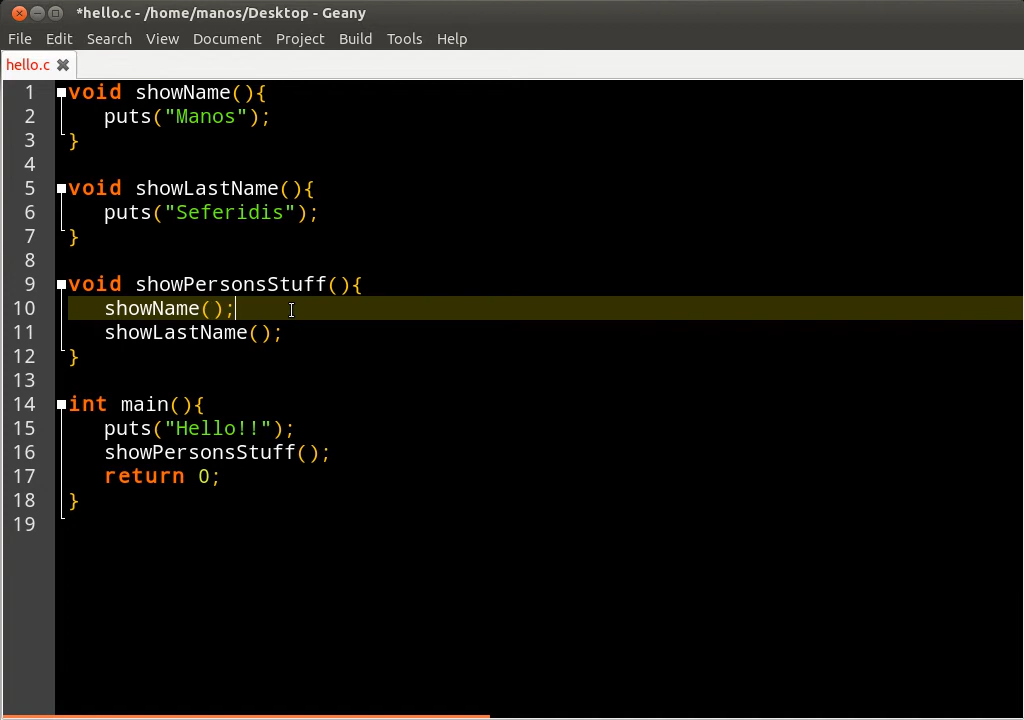 *hello.c - /home/manos/Desktop - Geany
File Edit Search View Document Project Build Tools Help
hello.c
1 void showName(){
2 puts("Manos");
3 }
4
5 void showLastName(){
6 puts("Seferidis");
7 }
8
9 void showPersonsStuff(){
10 showName();
11 showLastName();
12 }
13
14 int main(){
15 puts("Hello!!");
16 showPersonsStuff();
17 return 0;
18 }
19